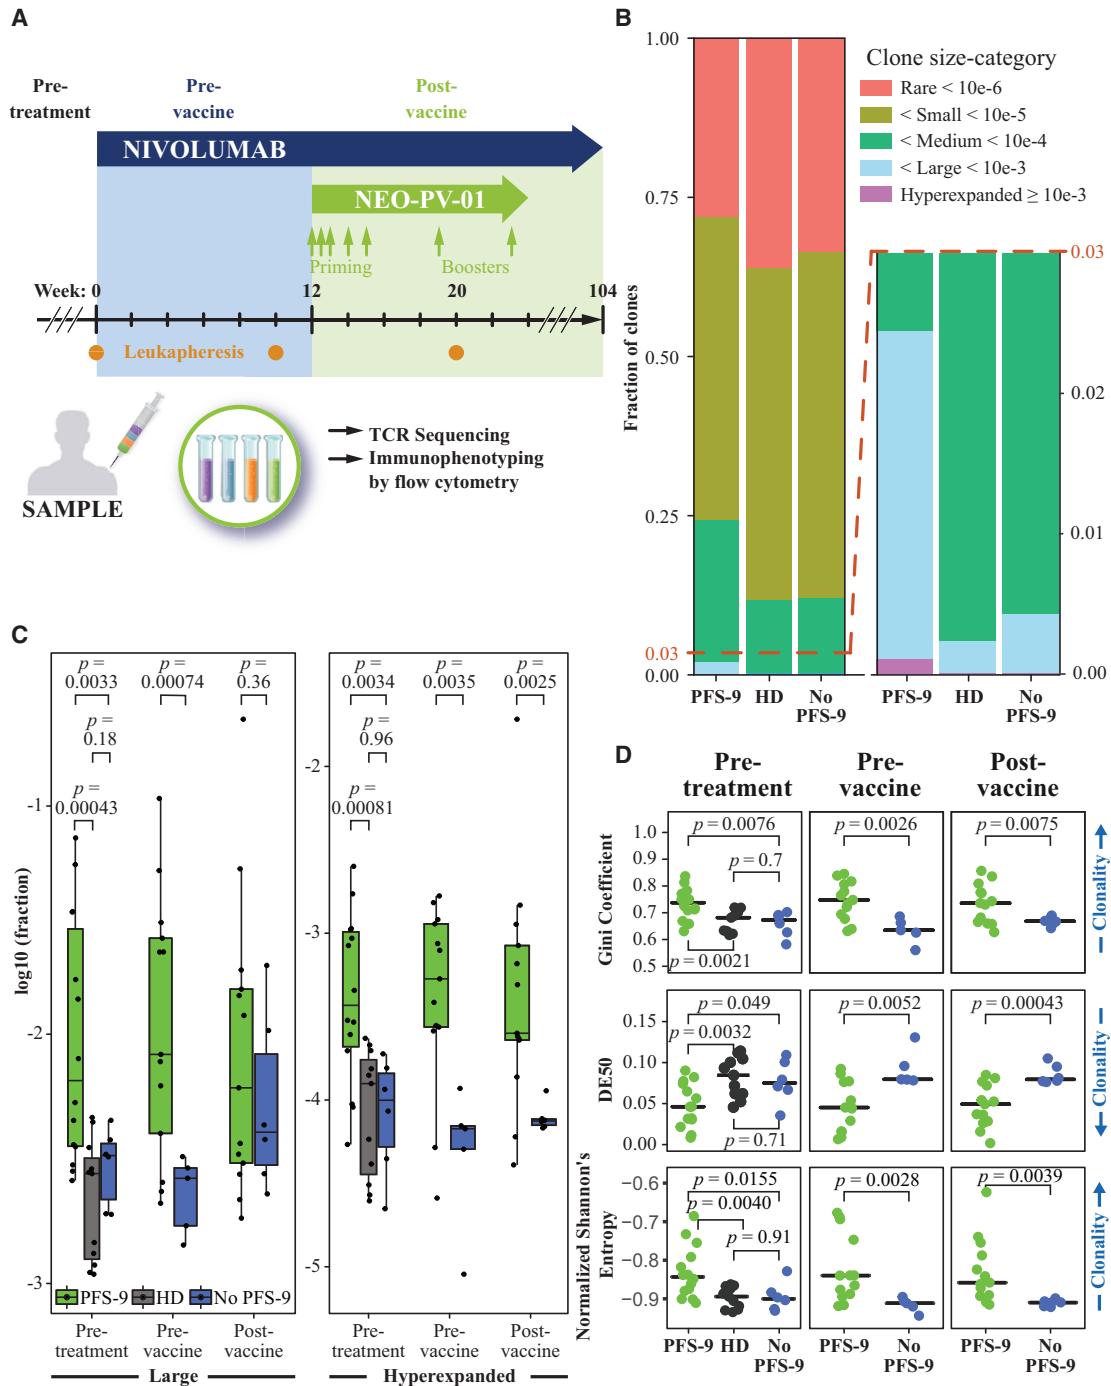 A
Pre-
treatment
Pre-
vaccine
Post-
vaccine
NIVOLUMAB
NEO-PV-01
Priming
Boosters
Week: 0
12
20
104
Leukapheresis
SAMPLE
TCR Sequencing
Immunophenotyping
by flow cytometry
B
Fraction of clones
1.00
0.75
0.50
0.25
0.03
0.00
PFS-9
HD
No
PFS-9
Clone size-category
Rare < 10e-6
< Small < 10e-5
< Medium < 10e-4
< Large < 10e-3
Hyperexpanded ≥ 10e-3
0.03
0.02
0.01
0.00
PFS-9
HD
No
PFS-9
C
log10 (fraction)
p =
0.0033
p =
0.00074
p =
0.36
p =
0.18
p =
0.00043
-1
-2
-3
PFS-9
HD
No PFS-9
Pre-
treatment
Pre-
vaccine
Post-
vaccine
Large
p =
0.0034
p =
0.0035
p =
0.0025
p =
0.96
p =
0.00081
-2
-3
-4
-5
Pre-
treatment
Pre-
vaccine
Post-
vaccine
Hyperexpanded
D
Pre-
treatment
Pre-
vaccine
Post-
vaccine
Gini Coefficient
1.0
0.9
0.8
0.7
0.6
0.5
p = 0.0076
p = 0.7
p = 0.0021
p = 0.0026
p = 0.0075
Clonality
DE50
0.15
0.10
0.05
0.00
p = 0.049
p = 0.0032
p = 0.71
p = 0.0052
p = 0.00043
Clonality
Normalized Shannon's
Entropy
−0.6
−0.7
−0.8
−0.9
p = 0.0155
p = 0.0040
p = 0.91
p = 0.0028
p = 0.0039
Clonality
PFS-9
HD
No
PFS-9
PFS-9
No
PFS-9
PFS-9
No
PFS-9